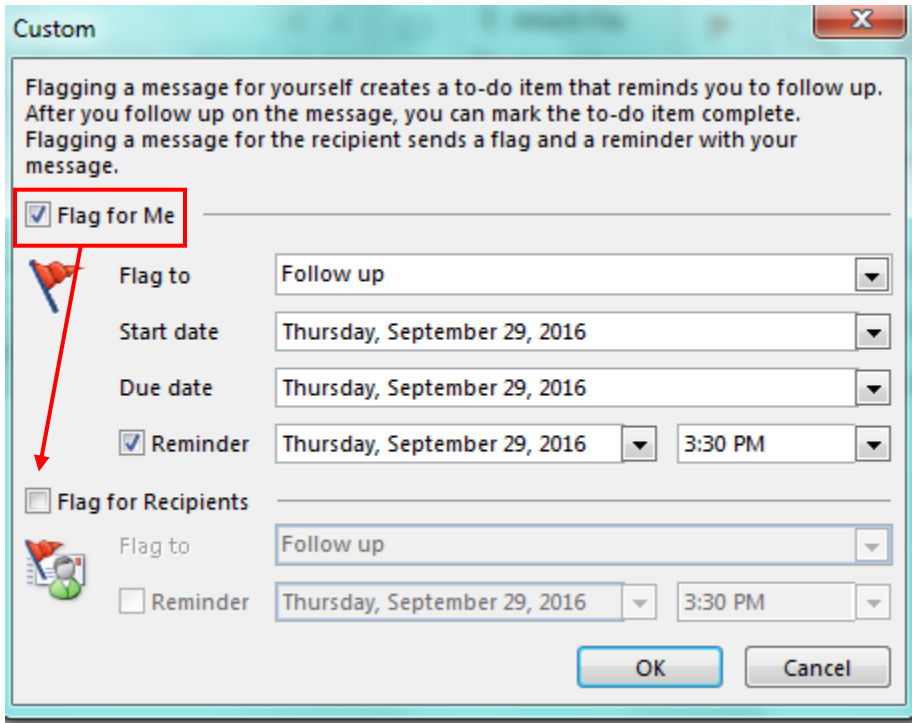 Custom
Flagging a message for yourself creates a to-do item that reminds you to follow up.
After you follow up on the message, you can mark the to-do item complete.
Flagging a message for the recipient sends a flag and a reminder with your
message.
Flag for Me
Flag to Follow up
Start date Thursday, September 29, 2016
Due date Thursday, September 29, 2016
Reminder Thursday, September 29, 2016 3:30 PM
Flag for Recipients
Flag to Follow up
Reminder Thursday, September 29, 2016 3:30 PM
OK Cancel